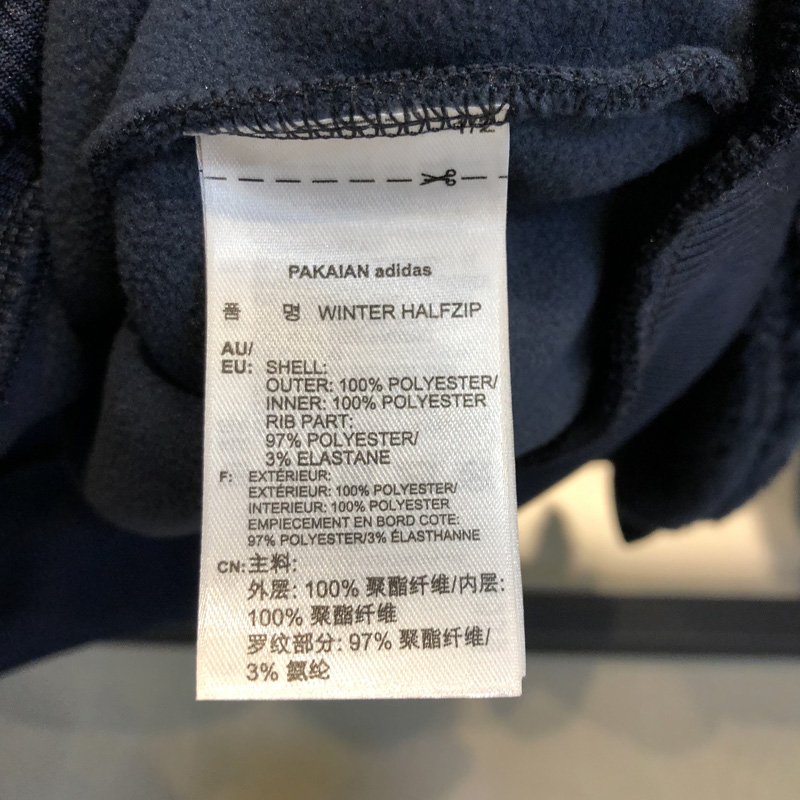 PAKAIAN adidas
품 명 WINTER HALFZIP
AU/
EU: SHELL:
OUTER: 100% POLYESTER/
INNER: 100% POLYESTER
RIB PART:
97% POLYESTER/
3% ELASTANE
F: EXTÉRIEUR:
EXTÉRIEUR: 100% POLYESTER/
INTERIEUR: 100% POLYESTER
EMPIECEMENT EN BORD COTE:
97% POLYESTER/3% ÉLASTHANNE
CN: 主料:
外层: 100% 聚酯纤维/内层:
100% 聚酯纤维
罗纹部分: 97% 聚酯纤维/
3% 氨纶